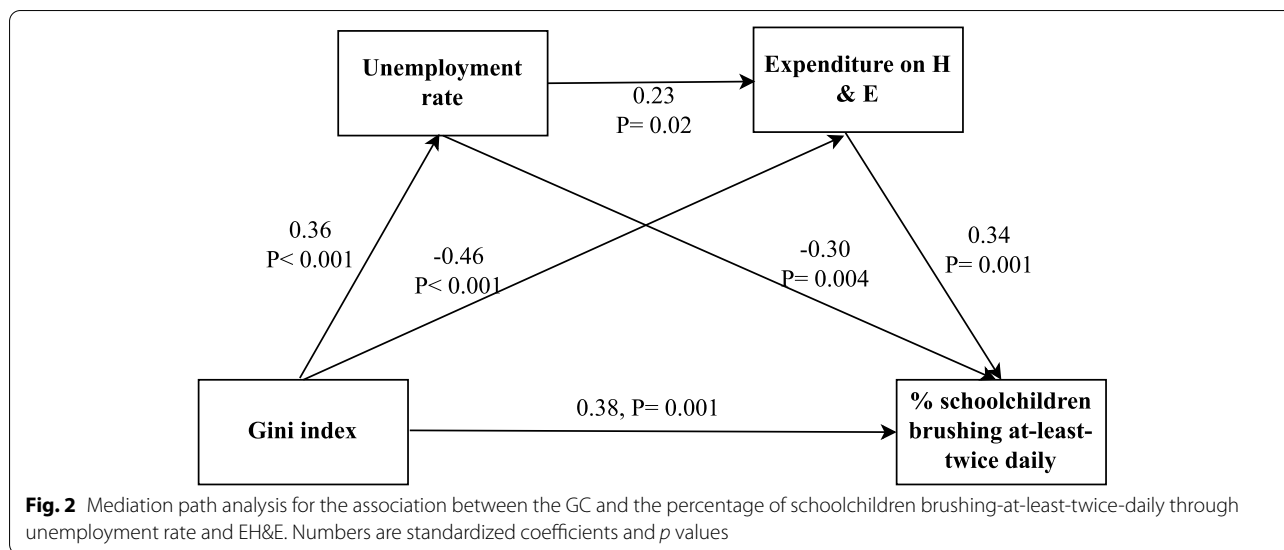 Unemployment
rate
Expenditure on H
& E
0.23
P= 0.02
0.36
P< 0.001
-0.46
P< 0.001
-0.30
P= 0.004
0.34
P= 0.001
Gini index
0.38, P= 0.001
% schoolchildren
brushing at-least-
twice daily
Fig. 2 Mediation path analysis for the association between the GC and the percentage of schoolchildren brushing-at-least-twice-daily through
unemployment rate and EH&E. Numbers are standardized coefficients and p values